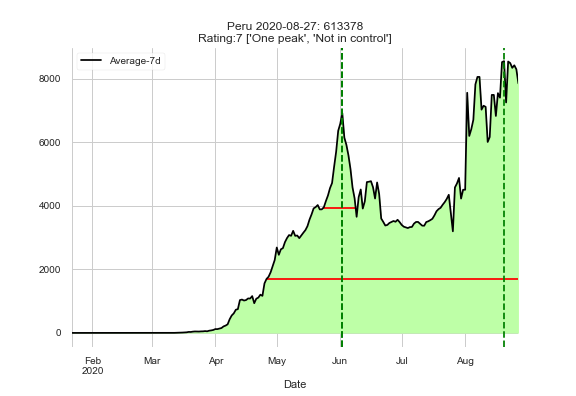 Peru 2020-08-27: 613378
Rating:7 ['One peak', 'Not in control']
Average-7d
8000
6000
4000
2000
0
Feb Mar Apr May Jun Jul Aug
2020
Date